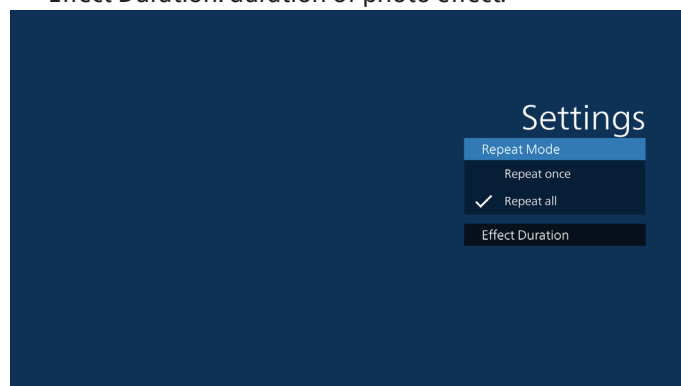 Effect Duration: duration of photo effect.
Settings
Repeat Mode
Repeat once
Repeat all
Effect Duration